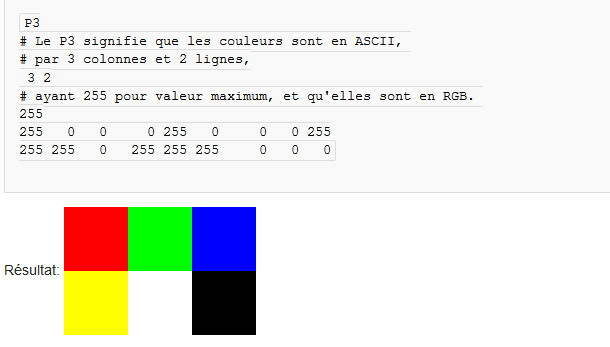 P3
# Le P3 signifie que les couleurs sont en ASCII,
# par 3 colonnes et 2 lignes,
3 2
# ayant 255 pour valeur maximum, et qu'elles sont en RGB.
255
255 0 0 0 255 0 0 0 255
255 255 0 255 255 255 0 0 0
Résultat: